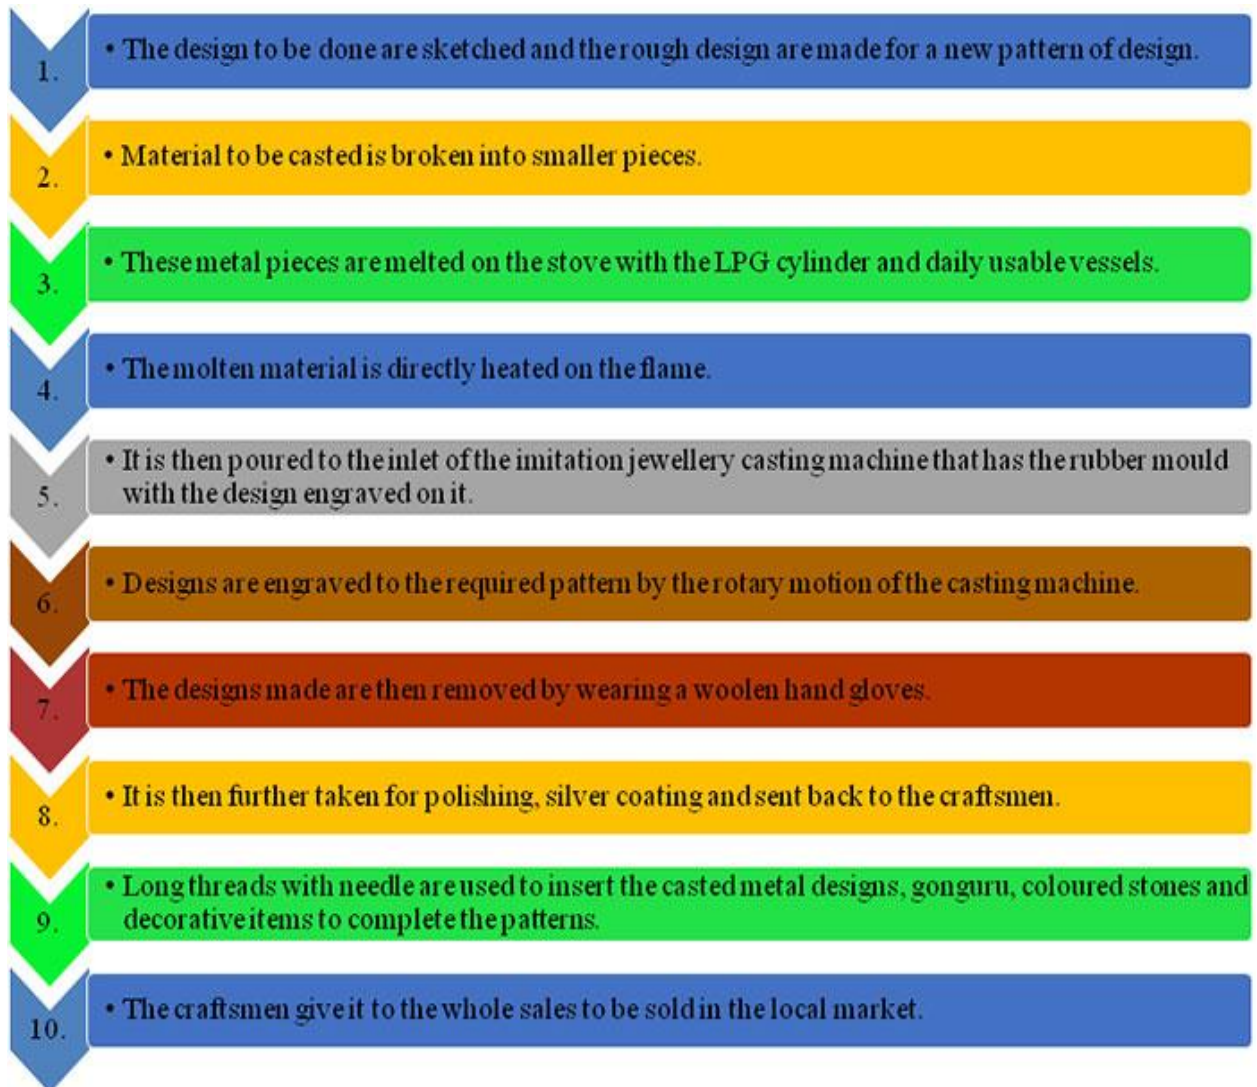 1.
• The design to be done are sketched and the rough design are made for a new pattern of design.
2.
• Material to be casted is broken into smaller pieces.
3.
• These metal pieces are melted on the stove with the LPG cylinder and daily usable vessels.
4.
• The molten material is directly heated on the flame.
5.
• It is then poured to the inlet of the imitation jewellery casting machine that has the rubber mould
with the design engraved on it.
6.
• Designs are engraved to the required pattern by the rotary motion of the casting machine.
7.
• The designs made are then removed by wearing a woolen hand gloves.
8.
• It is then further taken for polishing, silver coating and sent back to the craftsmen.
9.
• Long threads with needle are used to insert the casted metal designs, gonguru, coloured stones and
decorative items to complete the patterns.
10.
• The craftsmen give it to the whole sales to be sold in the local market.